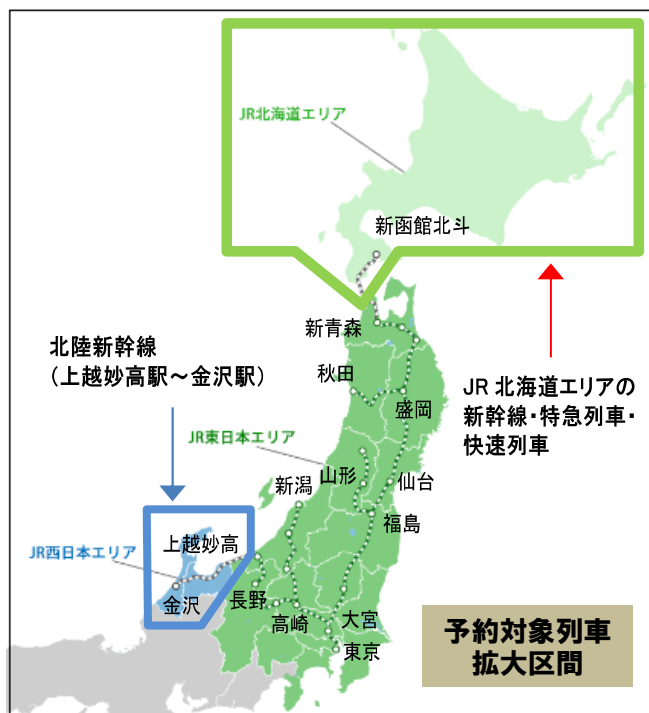 JR北海道エリア
新函館北斗
新青森
北陸新幹線
（上越妙高駅～金沢駅）
秋田
盛岡
JR 北海道エリアの
新幹線・特急列車・
快速列車
JR東日本エリア
山形
仙台
新潟
福島
上越妙高
JR西日本エリア
金沢
長野
高崎
大宮
東京
予約対象列車
拡大区間